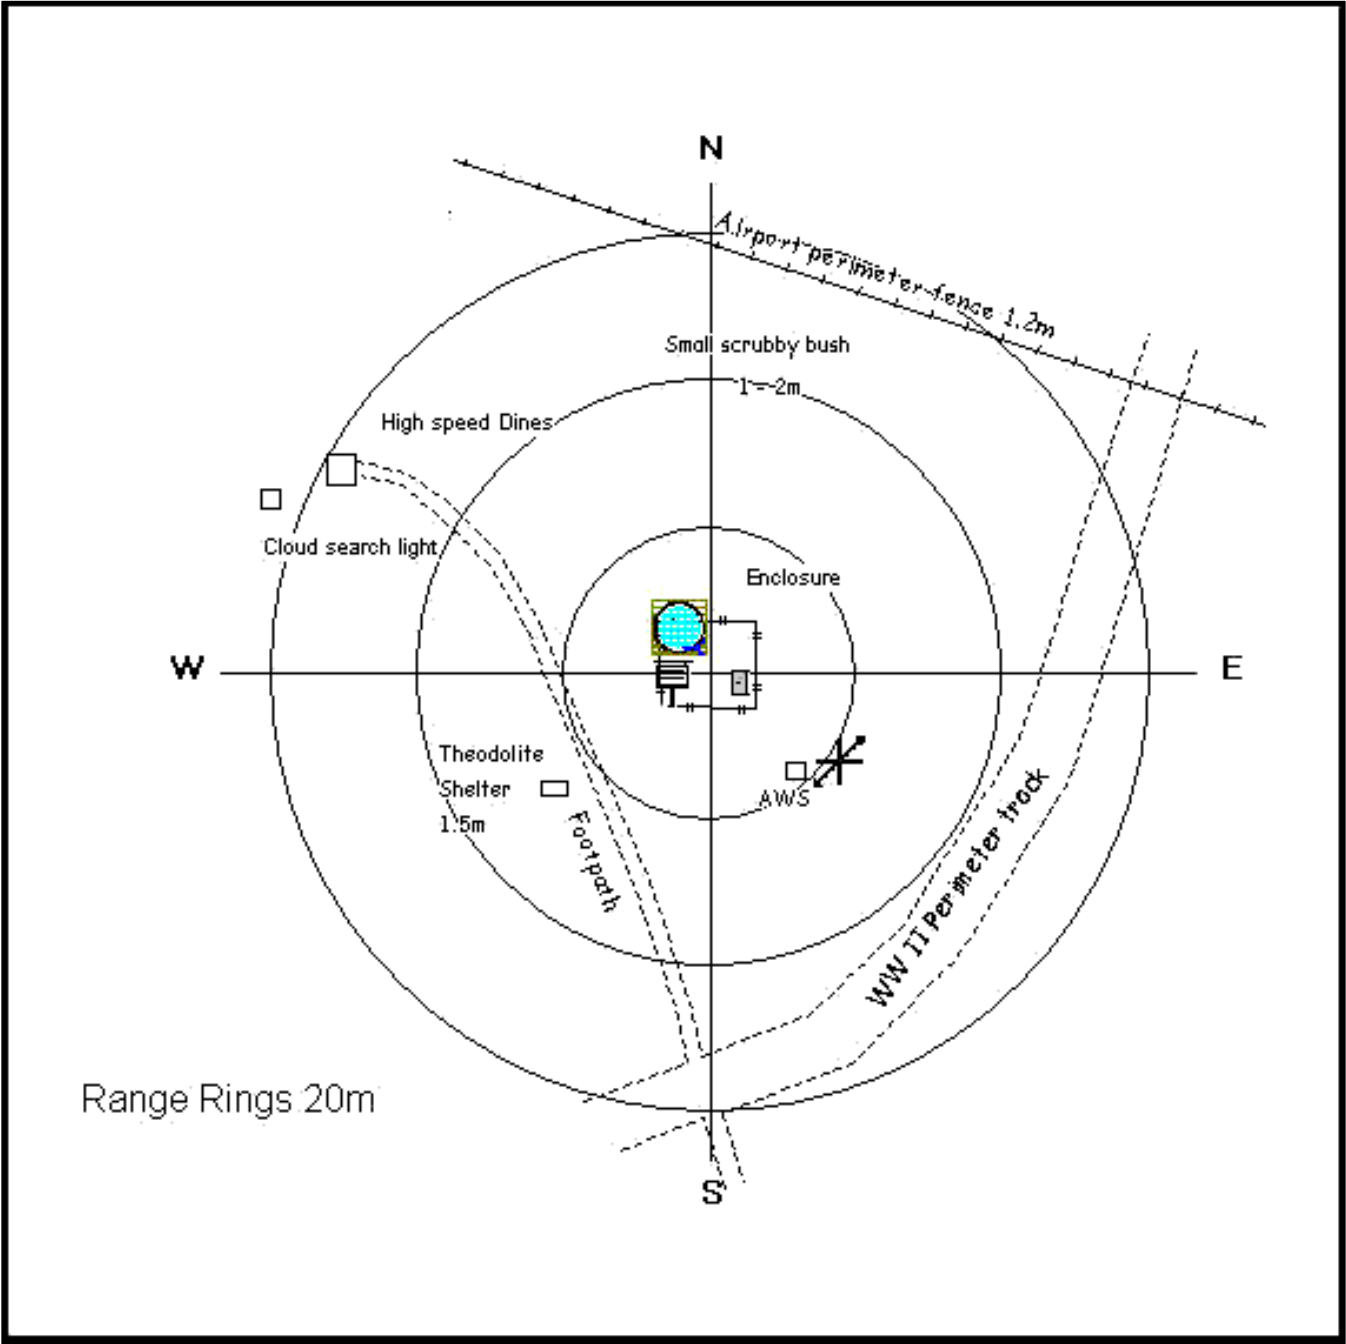 N
Airport perimeter fence 1.2m
Small scrubby bush
1 - 2m
High speed Dines
Cloud search light
Enclosure
W
E
Theodolite
Shelter
1.5m
AWS
Footpath
WW II Perimeter track
Range Rings 20m
S